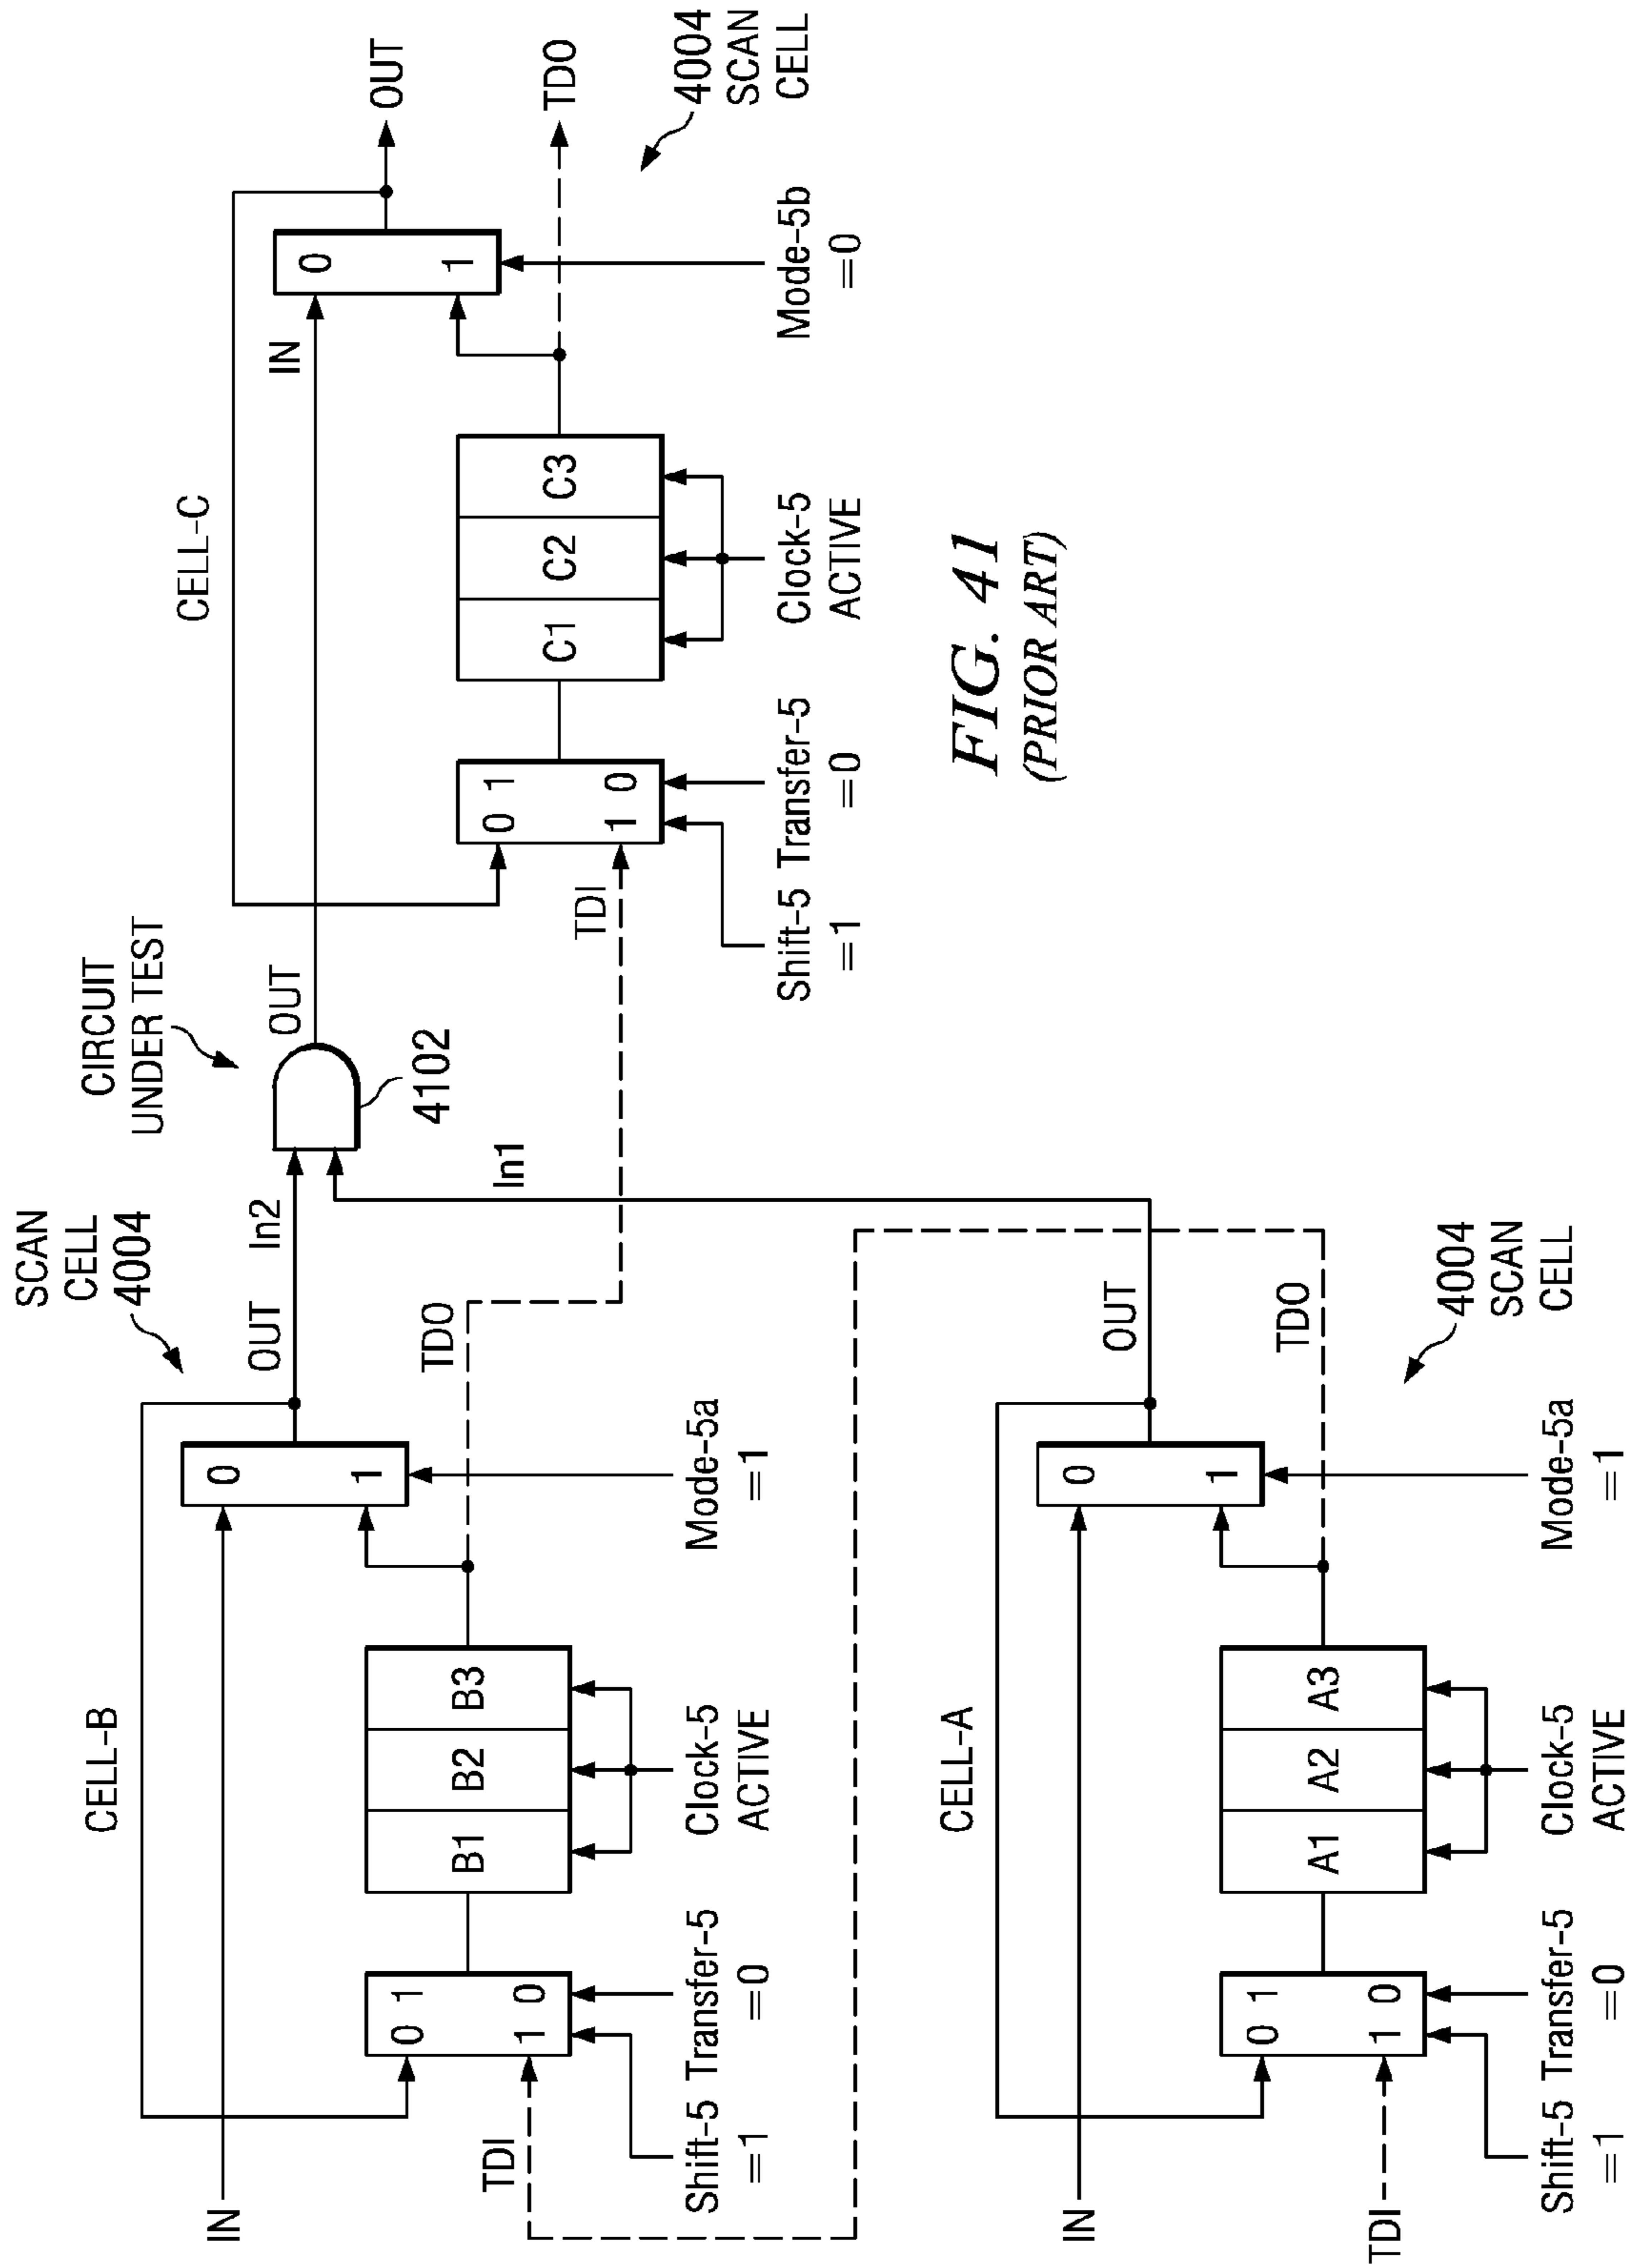 SCAN
CELL
4004
CIRCUIT
UNDER TEST
CELL-B
OUT
In2
OUT
CELL-C
IN
0
1
OUT
IN
0
1
4102
TDO
In1
TDI
0 1
1 0
B1
B2
B3
0 1
1 0
C1
C2
C3
TDO
TDI
Shift-5
=1
Transfer-5
=0
Clock-5
ACTIVE
Mode-5a
=1
Shift-5
=1
Transfer-5
=0
Clock-5
ACTIVE
Mode-5b
=0
4004
SCAN
CELL
CELL-A
OUT
IN
0
1
TDO
TDI
0 1
1 0
A1
A2
A3
Shift-5
=1
Transfer-5
=0
Clock-5
ACTIVE
Mode-5a
=1
4004
SCAN
CELL
FIG. 41
(PRIOR ART)